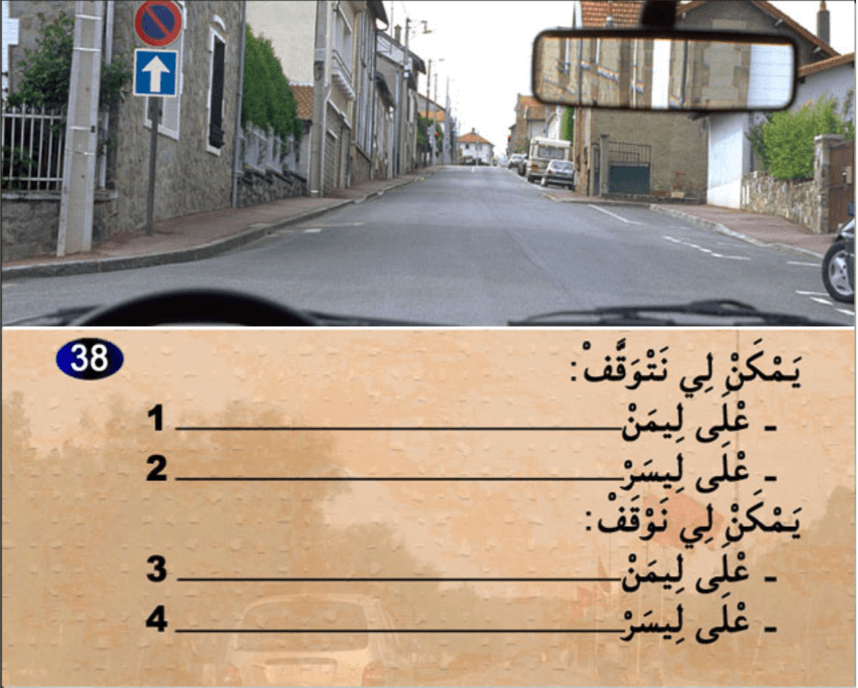 38
يَمْكَنْ لِي نَتْوَقَّفْ:
- عْلَى لِيمَنْ 1
- عْلَى لِيسَرْ 2
يَمْكَنْ لِي نَوْقَفْ:
- عْلَى لِيمَنْ 3
- عْلَى لِيسَرْ 4